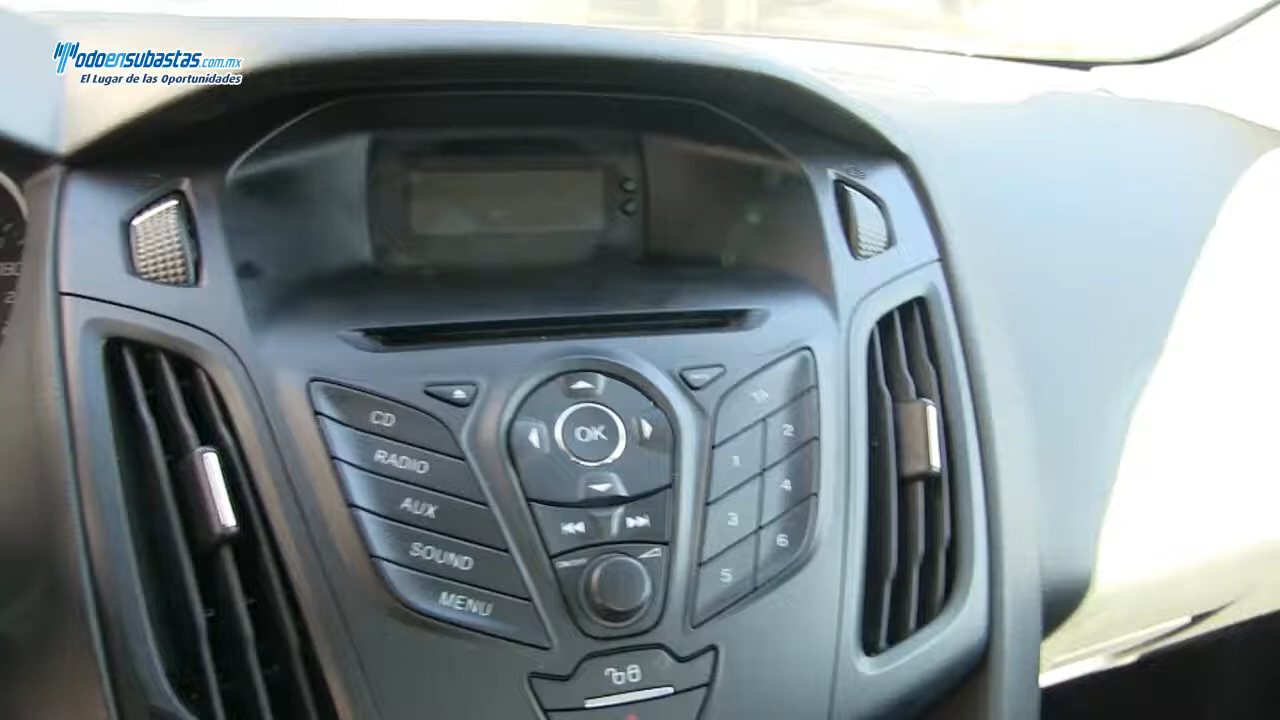 todoensubastas.com.mx
El Lugar de las Oportunidades
CD
RADIO
AUX
SOUND
MENU
OK
1
2
3
4
5
6